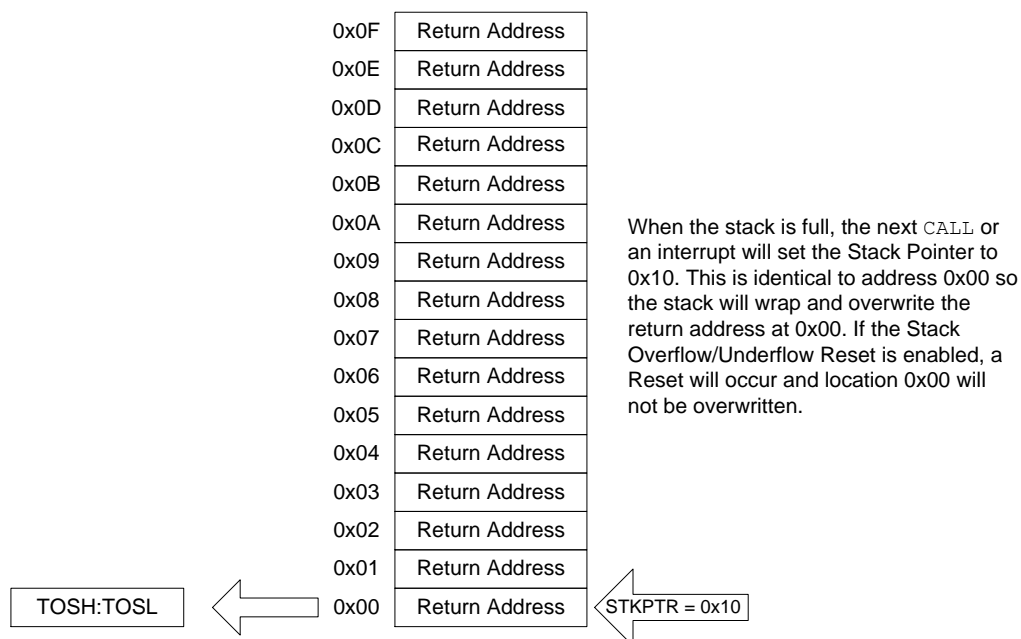 0x0F Return Address
0x0E Return Address
0x0D Return Address
0x0C Return Address
0x0B Return Address
0x0A Return Address
0x09 Return Address
0x08 Return Address
0x07 Return Address
0x06 Return Address
0x05 Return Address
0x04 Return Address
0x03 Return Address
0x02 Return Address
0x01 Return Address
TOSH:TOSL 0x00 Return Address STKPTR = 0x10
When the stack is full, the next CALL or
an interrupt will set the Stack Pointer to
0x10. This is identical to address 0x00 so
the stack will wrap and overwrite the
return address at 0x00. If the Stack
Overflow/Underflow Reset is enabled, a
Reset will occur and location 0x00 will
not be overwritten.